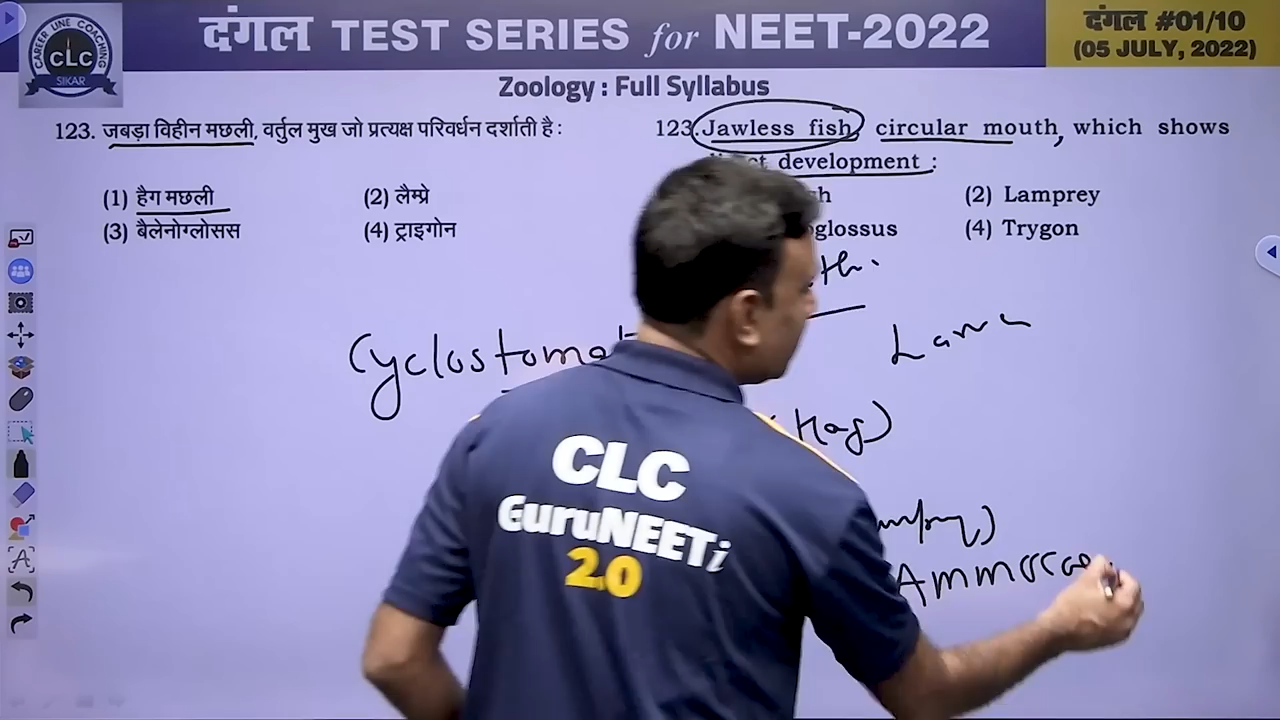 दंगल TEST SERIES for NEET-2022
दंगल #01/10
(05 JULY, 2022)
CAREER LINE COACHING
CLC
SIKAR
Zoology : Full Syllabus
123. जबड़ा विहीन मछली, वर्तुल मुख जो प्रत्यक्ष परिवर्धन दर्शाती है :
(1) हैग मछली (2) लैम्प्रे
(3) बैलेनोग्लोसस (4) ट्राइगोन
123. Jawless fish, circular mouth, which shows
development :
(2) Lamprey
(4) Trygon
(Hag)
CLC
GuruNEETi
2.0